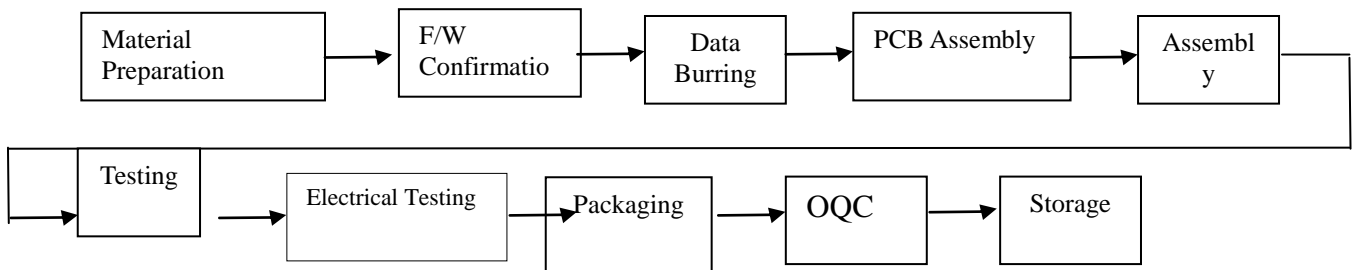 Material
Preparation
F/W
Confirmatio
Data
Burring
PCB Assembly
Assembl
y
Testing
Electrical Testing
Packaging
OQC
Storage